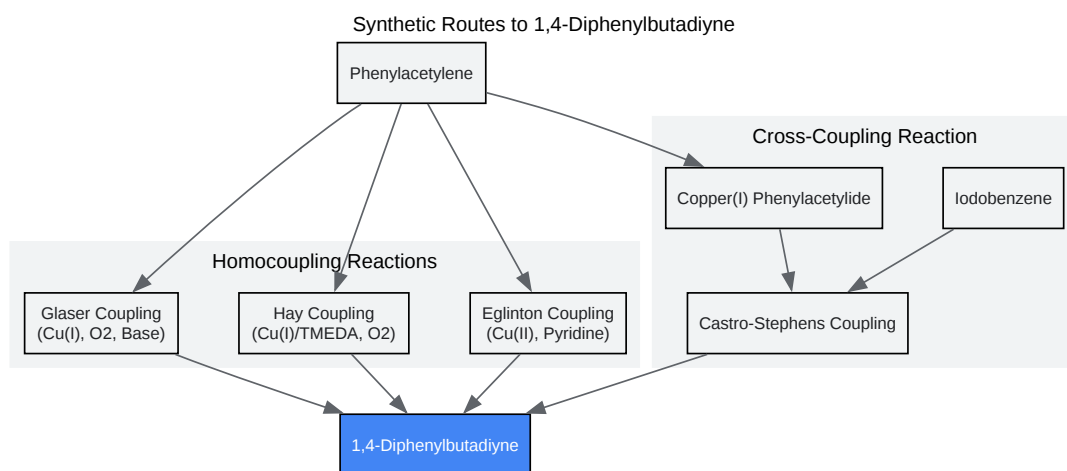 Synthetic Routes to 1,4-Diphenylbutadiyne
Phenylacetylene
Cross-Coupling Reaction
Copper(I) Phenylacetylide
Iodobenzene
Homocoupling Reactions
Glaser Coupling
(Cu(I), O2, Base)
Hay Coupling
(Cu(I)/TMEDA, O2)
Eglinton Coupling
(Cu(II), Pyridine)
Castro-Stephens Coupling
1,4-Diphenylbutadiyne